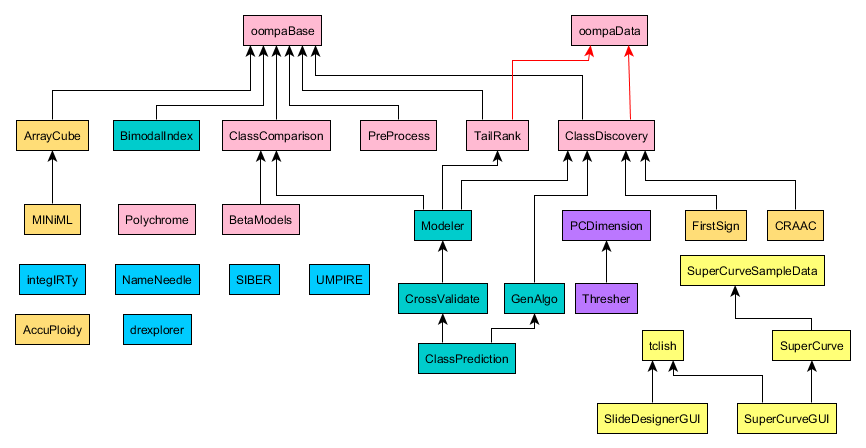 oompaBase
oompaData
ArrayCube
BimodalIndex
ClassComparison
PreProcess
TailRank
ClassDiscovery
MINiML
Polychrome
BetaModels
Modeler
PCDimension
FirstSign
CRAAC
integIRTy
NameNeedle
SIBER
UMPIRE
SuperCurveSampleData
CrossValidate
GenAlgo
Thresher
AccuPloidy
drexplorer
tclish
SuperCurve
ClassPrediction
SlideDesignerGUI
SuperCurveGUI